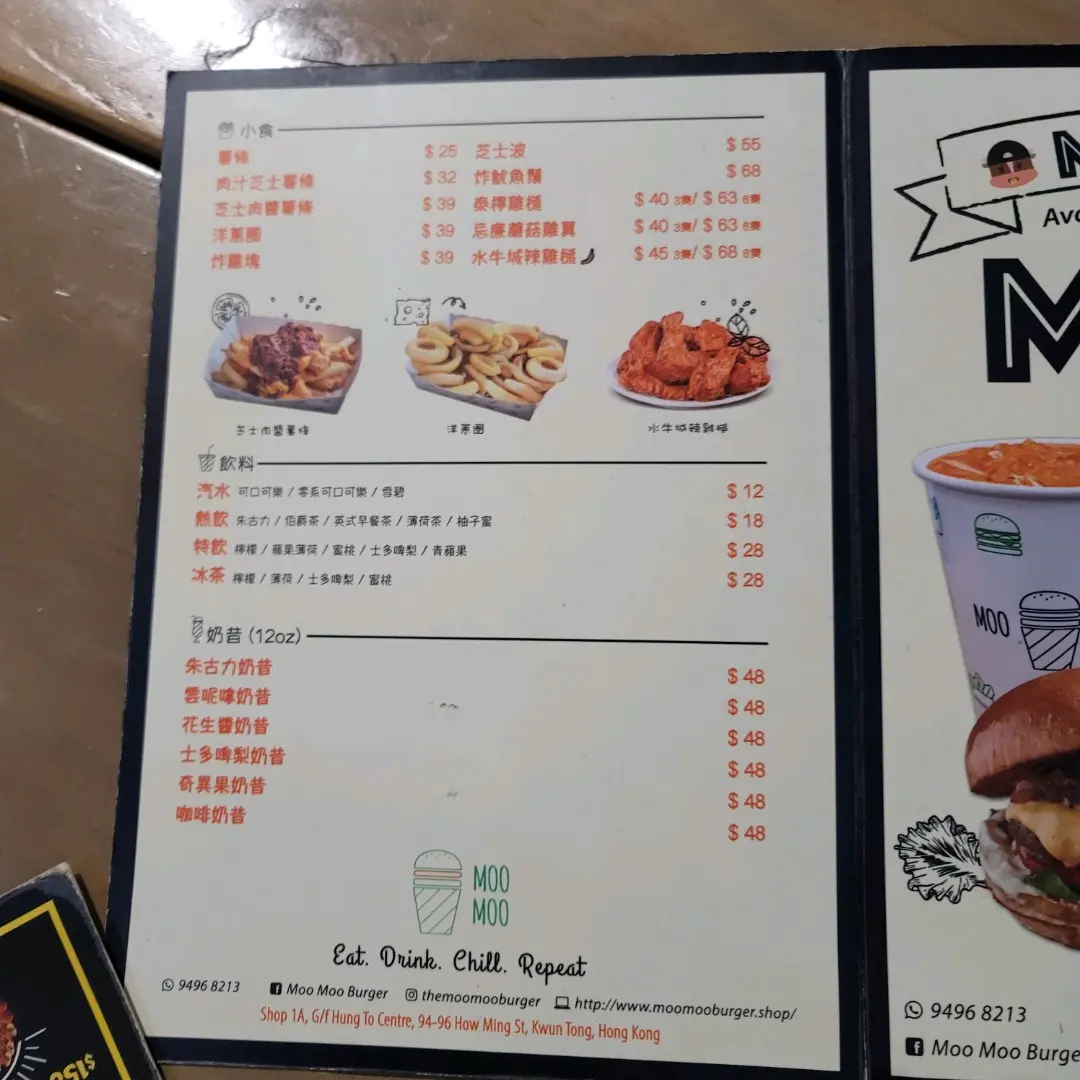 小食
薯條 $ 25 芝士波 $ 55
肉汁芝士薯條 $ 32 炸魷魚鬚 $ 68
芝士肉醬薯條 $ 39 泰檸雞槌 $ 40 3隻/ $ 63 6隻
洋蔥圈 $ 39 忌廉蘑菇雞翼 $ 40 3隻/ $ 63 6隻
炸雞塊 $ 39 水牛城辣雞槌 $ 45 3隻/ $ 68 6隻
芝士肉醬薯條 洋蔥圈 水牛城辣雞槌
飲料
汽水 可口可樂 / 零系可口可樂 / 雪碧 $ 12
熱飲 朱古力 / 伯爵茶 / 英式早餐茶 / 薄荷茶 / 柚子蜜 $ 18
特飲 檸檬 / 蘋果薄荷 / 蜜桃 / 士多啤梨 / 青蘋果 $ 28
冰茶 檸檬 / 薄荷 / 士多啤梨 / 蜜桃 $ 28
奶昔 (12oz)
朱古力奶昔 $ 48
雲呢嗱奶昔 $ 48
花生醬奶昔 $ 48
士多啤梨奶昔 $ 48
奇異果奶昔 $ 48
咖啡奶昔 $ 48
MOO
MOO
Eat. Drink. Chill. Repeat
9496 8213 Moo Moo Burger themoomooburger http://www.moomooburger.shop/
Shop 1A, G/f Hung To Centre, 94-96 How Ming St, Kwun Tong, Hong Kong
M
MOO
9496 8213
Moo Moo Burge
$158